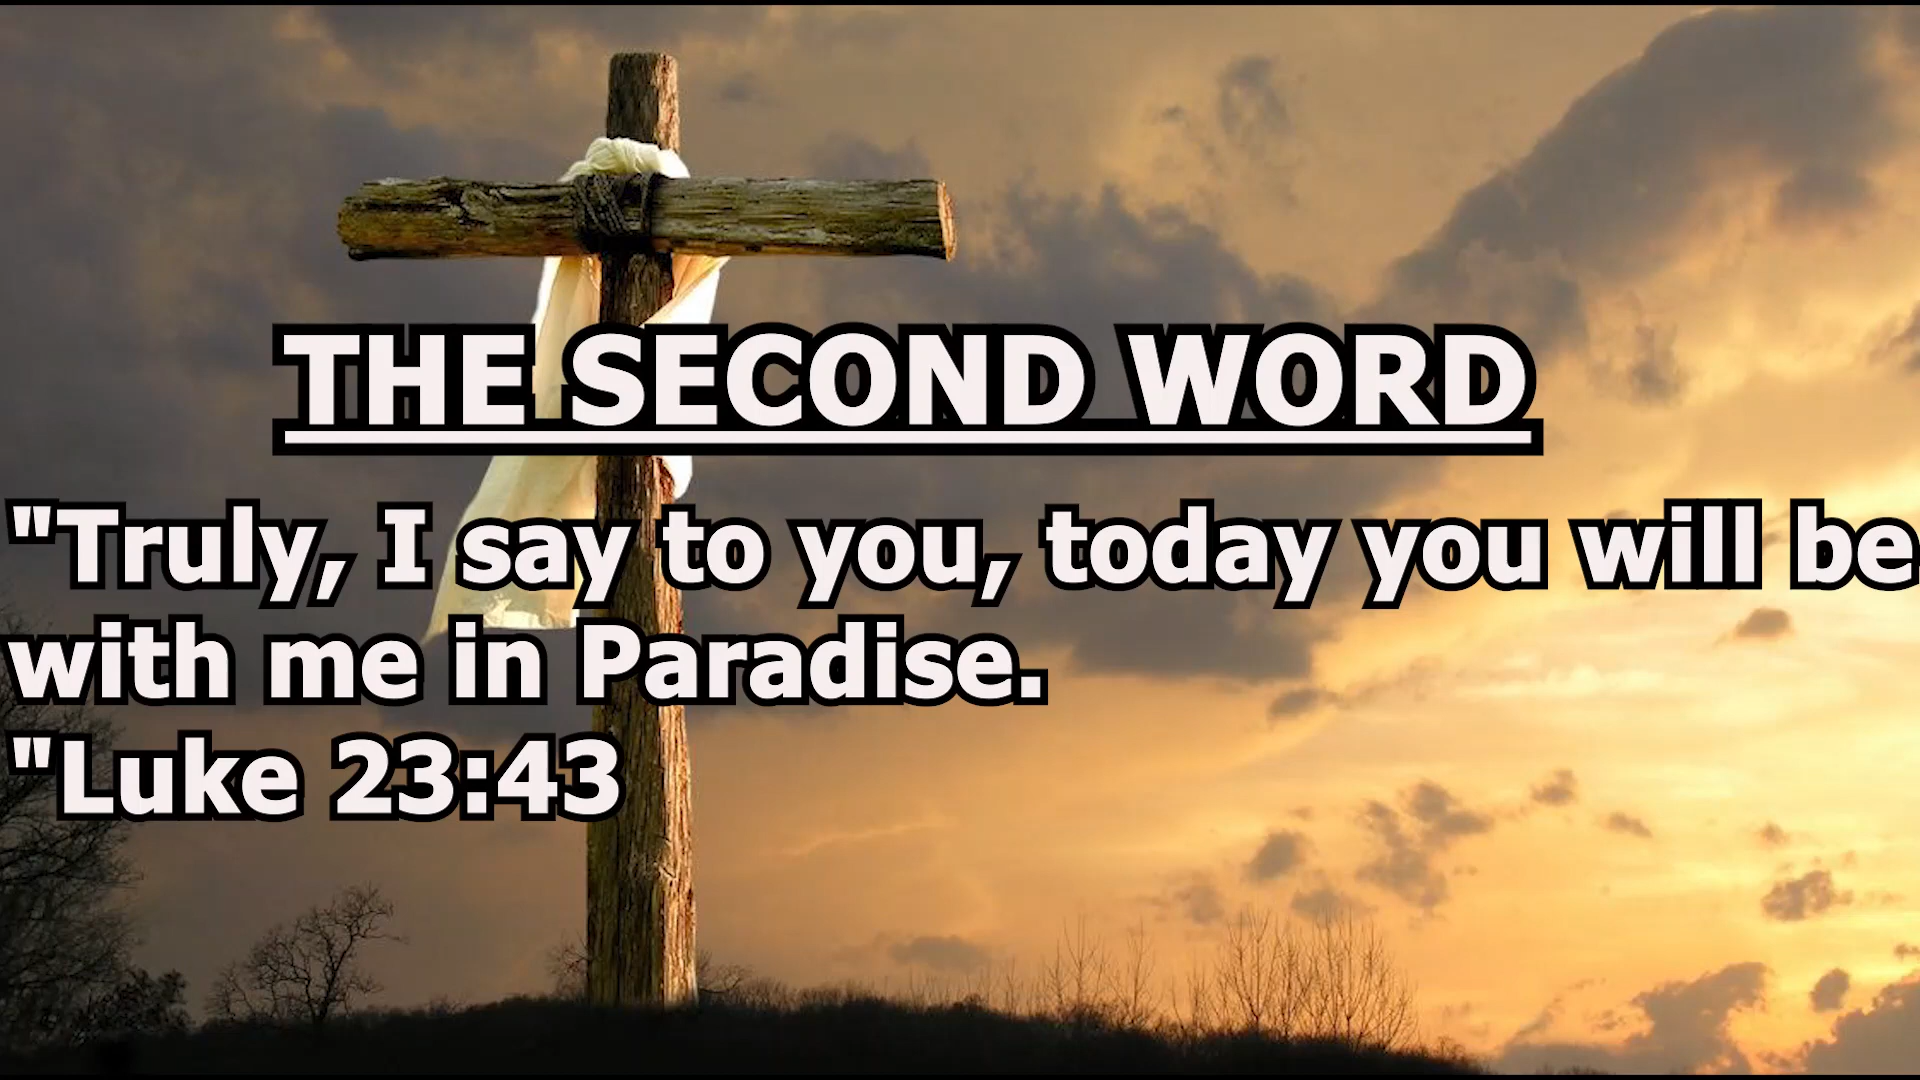 THE SECOND WORD
"Truly, I say to you, today you will be
with me in Paradise.
"Luke 23:43